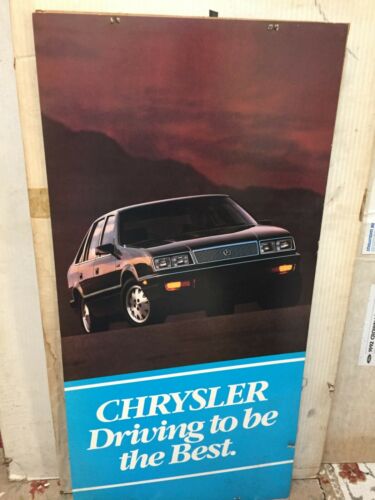 CHRYSLER
Driving to be
the Best.